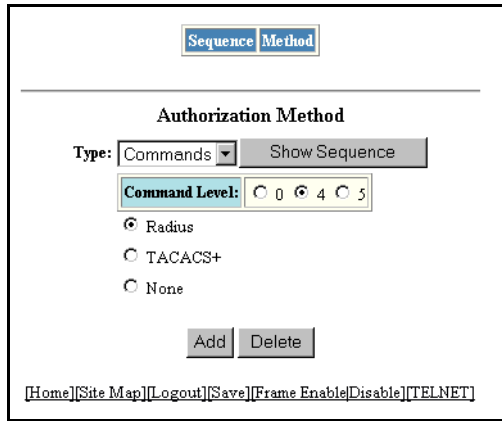 Sequence Method
Authorization Method
Type: Commands Show Sequence
Command Level: 0 4 5
Radius
TACACS+
None
Add Delete
[Home][Site Map][Logout][Save][Frame Enable|Disable][TELNET]